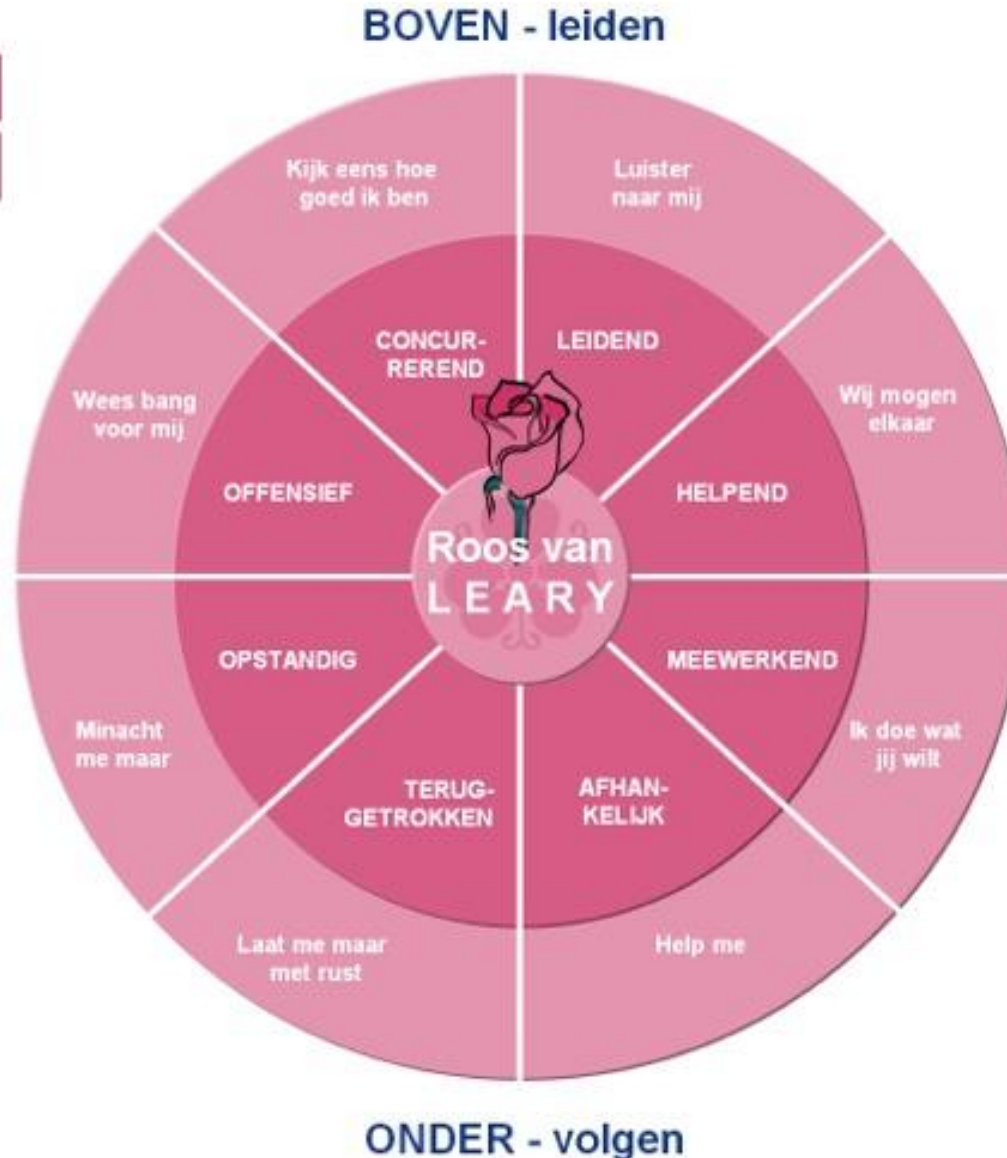 BOVEN - leiden
Kijk eens hoe
goed ik ben
Luister
naar mij
CONCUR-
REREND
LEIDEND
Wees bang
voor mij
Wij mogen
elkaar
OFFENSIEF
HELPEND
Roos van
LEARY
OPSTANDIG
MEEWERKEND
Minacht
me maar
Ik doe wat
jij wilt
TERUG-
GETROKKEN
AFHAN-
KELIJK
Laat me maar
met rust
Help me
ONDER - volgen